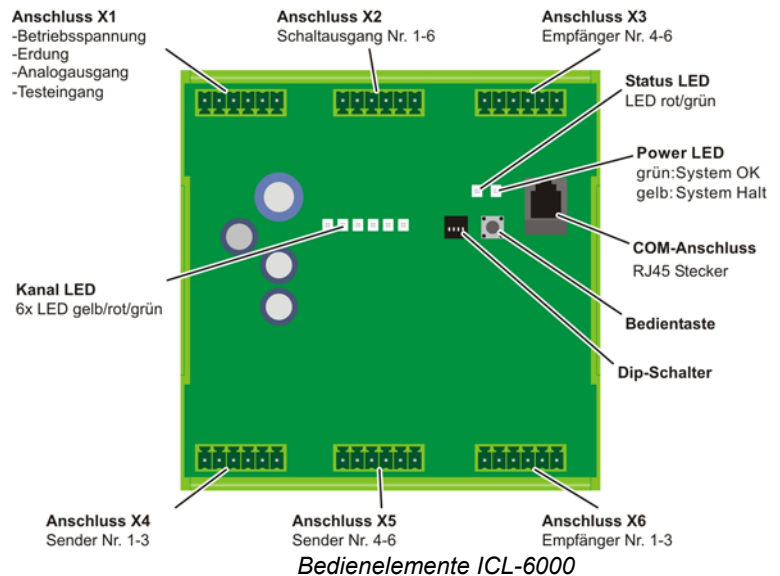 Anschluss X1
-Betriebsspannung
-Erdung
-Analogausgang
-Testeingang
Anschluss X2
Schaltausgang Nr. 1-6
Anschluss X3
Empfänger Nr. 4-6
Status LED
LED rot/grün
Power LED
grün:System OK
gelb:System Halt
COM-Anschluss
RJ45 Stecker
Kanal LED
6x LED gelb/rot/grün
Bedientaste
Dip-Schalter
Anschluss X4
Sender Nr. 1-3
Anschluss X5
Sender Nr. 4-6
Anschluss X6
Empfänger Nr. 1-3
Bedienelemente ICL-6000